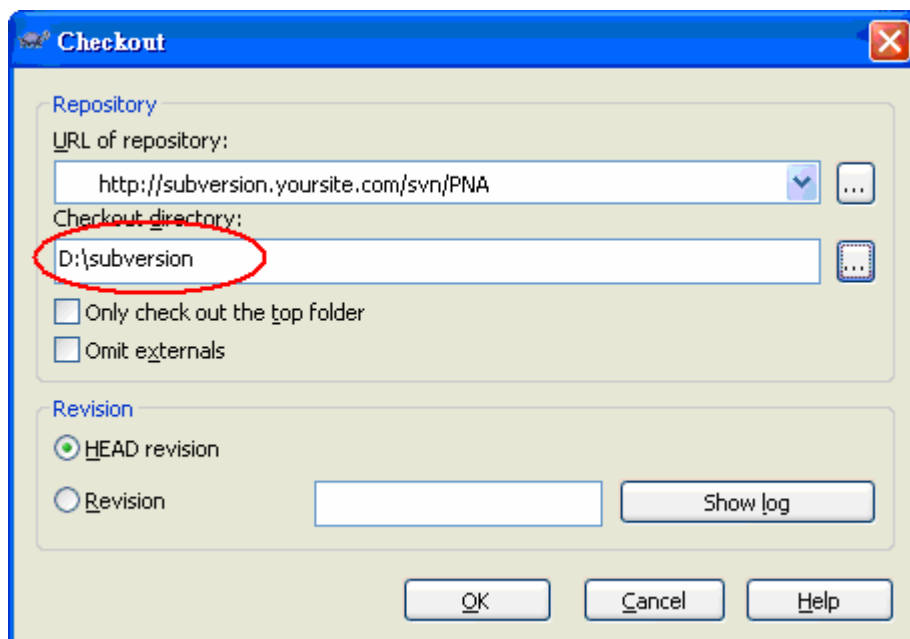 Checkout
Repository
URL of repository:
http://subversion.yoursite.com/svn/PNA
...
Checkout directory:
D:\subversion
...
Only check out the top folder
Omit externals
Revision
HEAD revision
Revision
Show log
OK
Cancel
Help